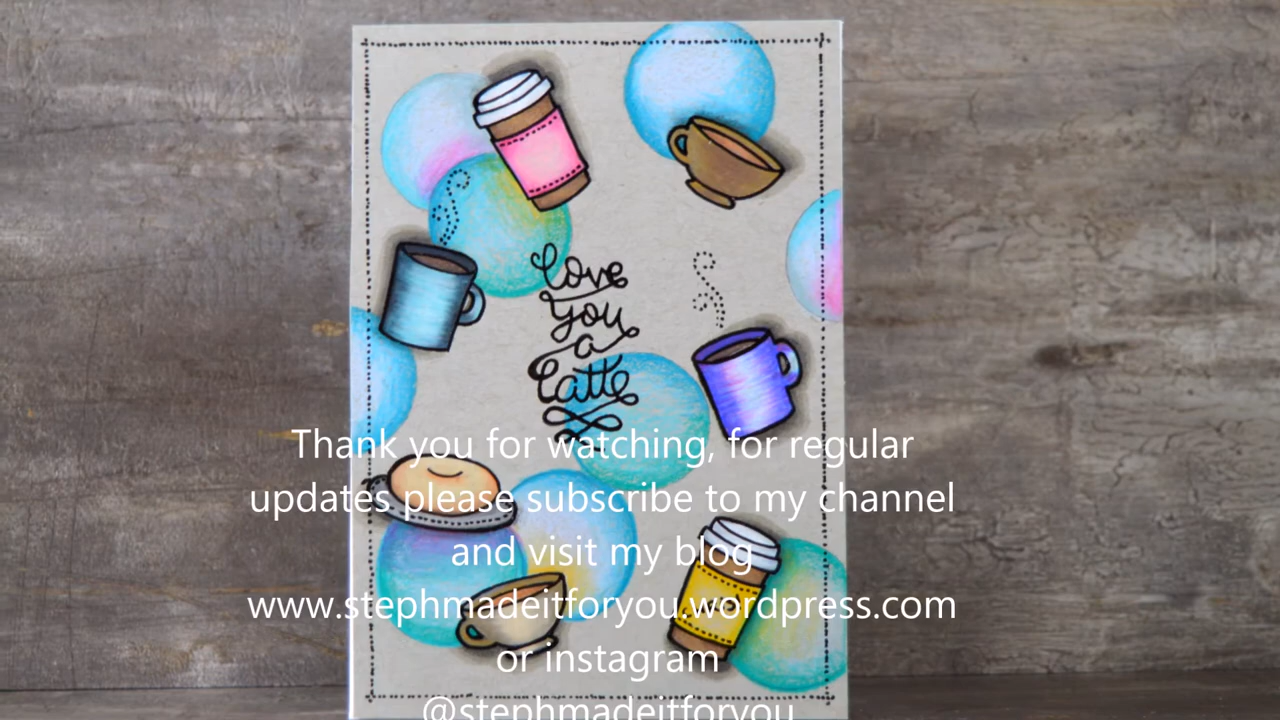 love
you
a
latte
Thank you for watching, for regular
updates please subscribe to my channel
and visit my blog
www.stephmadeitforyou.wordpress.com
or instagram
@stephmadeitforyou